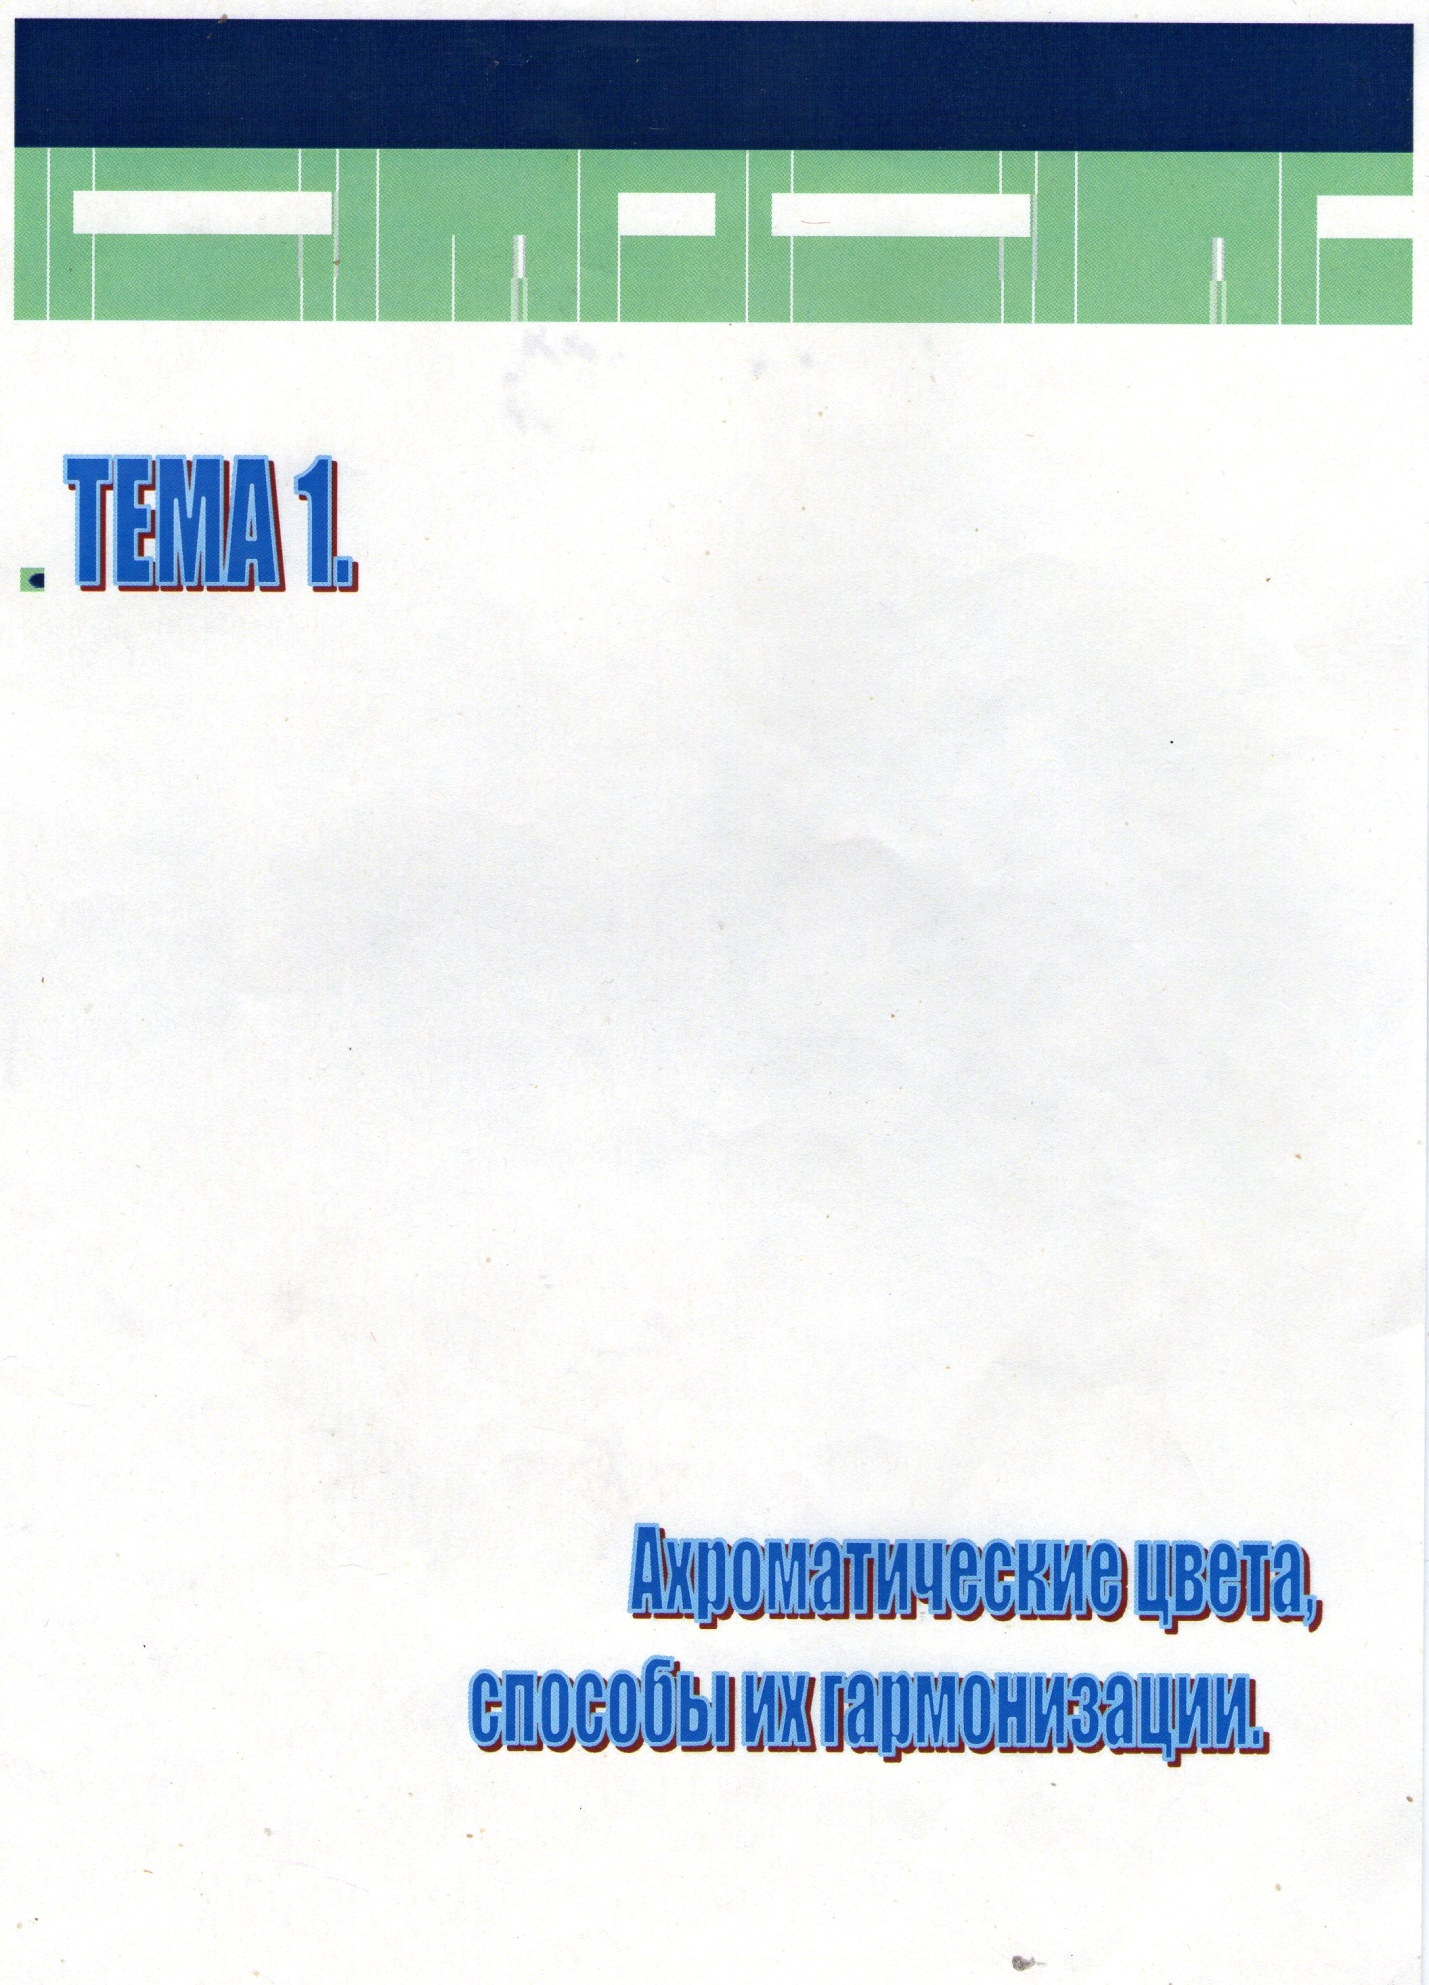 ТЕМА 1.
Ахроматические цвета,
способы их гармонизации.